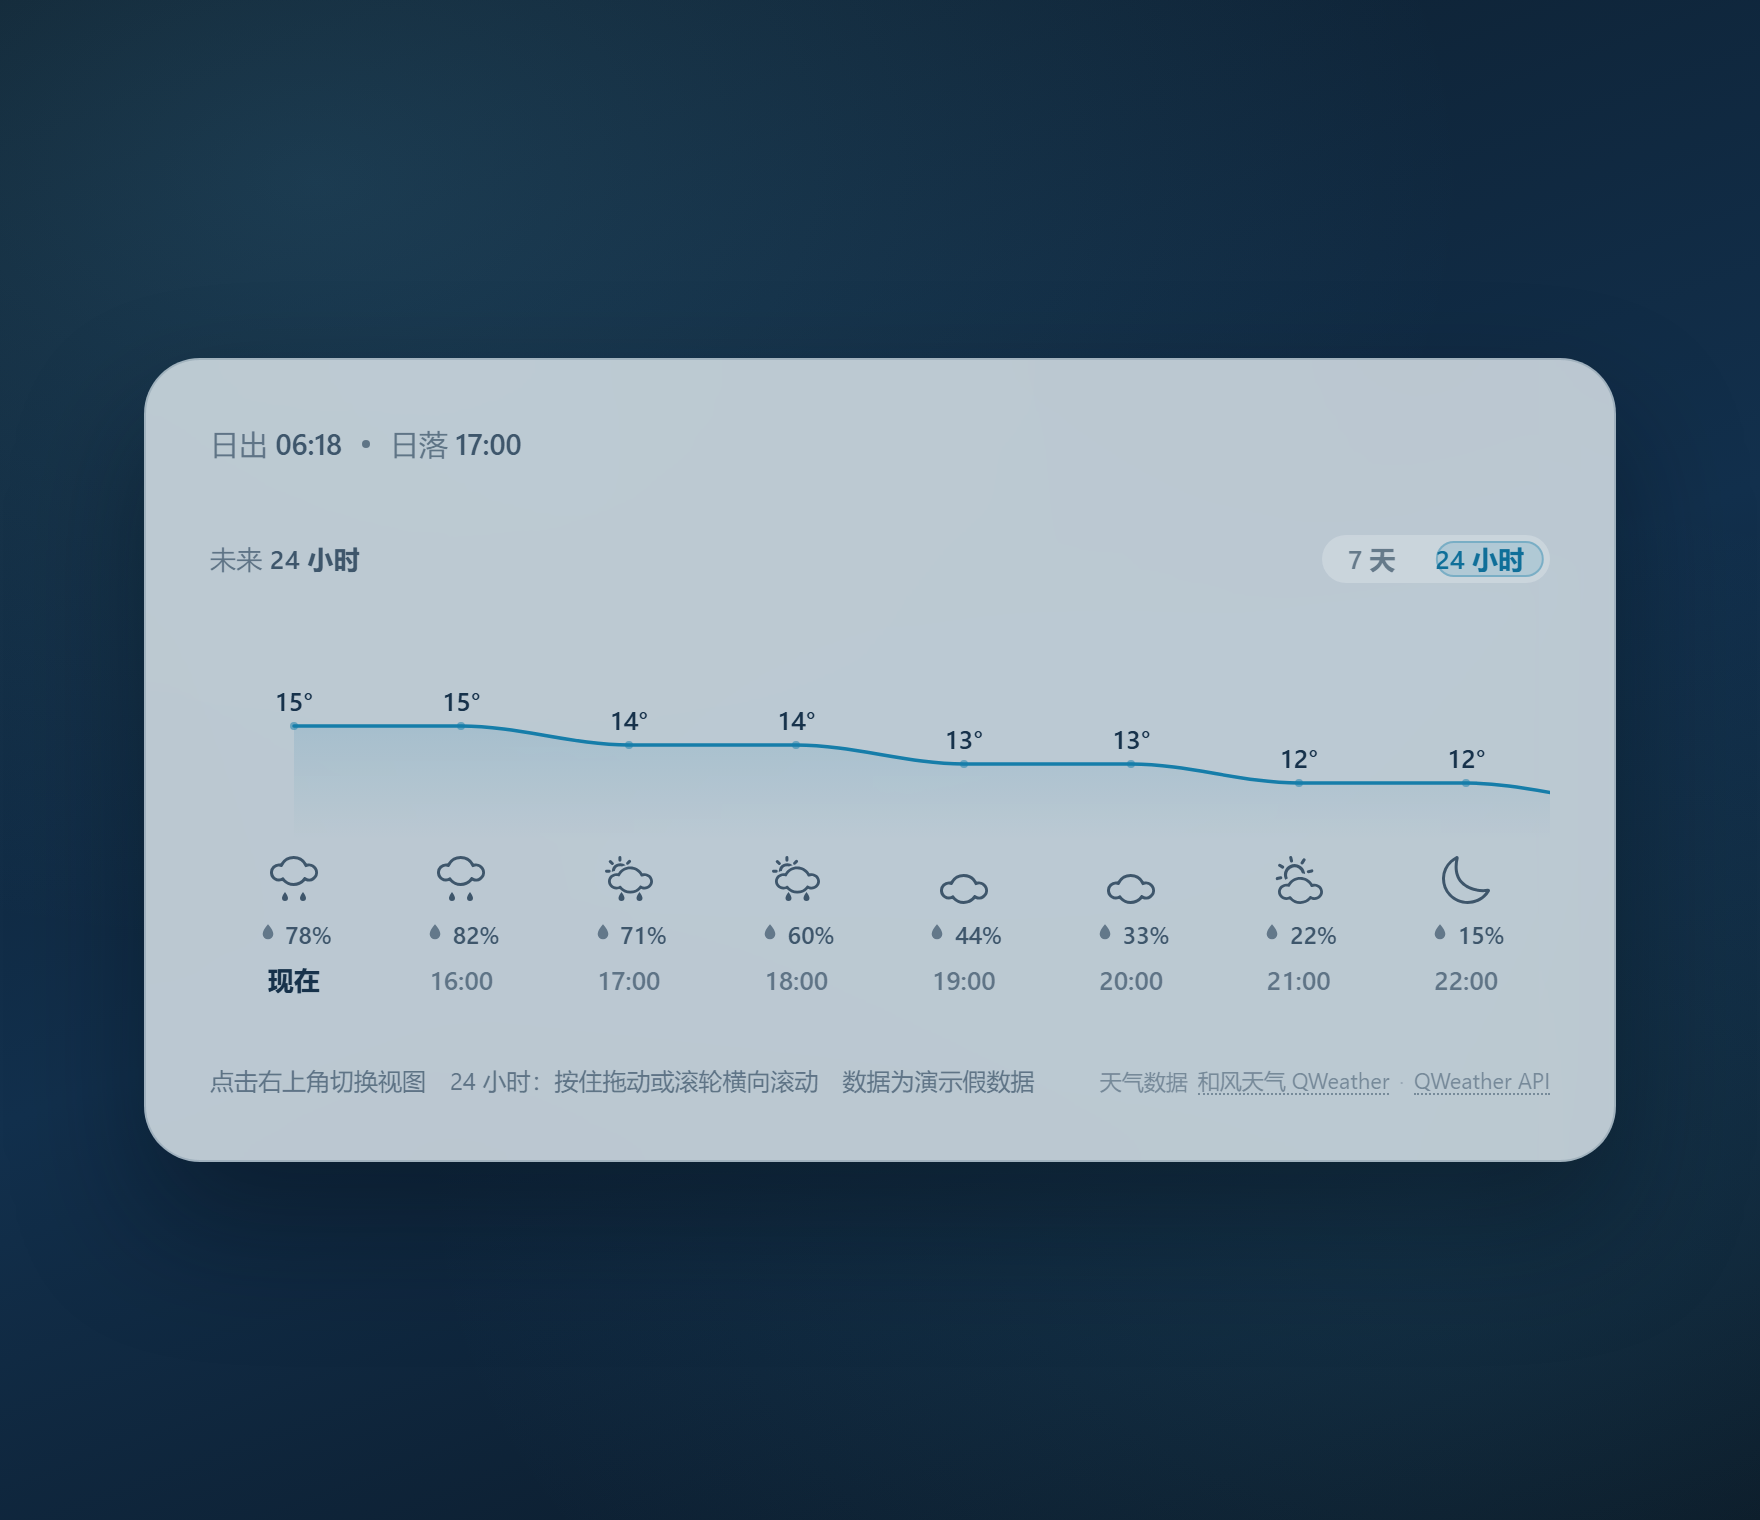 日出 06:18 • 日落 17:00
未来 24 小时
7 天 24 小时
15° 15° 14° 14° 13° 13° 12° 12°
78% 82% 71% 60% 44% 33% 22% 15%
现在 16:00 17:00 18:00 19:00 20:00 21:00 22:00
点击右上角切换视图 24 小时：按住拖动或滚轮横向滚动 数据为演示假数据
天气数据 和风天气 QWeather · QWeather API